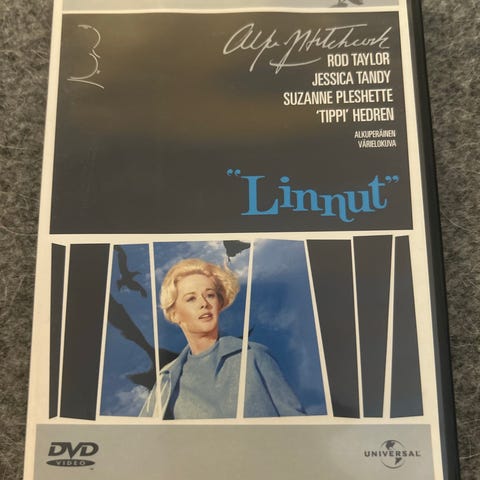 Alfred Hitchcock
ROD TAYLOR
JESSICA TANDY
SUZANNE PLESHETTE
'TIPPI' HEDREN
ALKUPERÄINEN
VÄRIELOKUVA
"Linnut"
DVD
VIDEO
UNIVERSAL